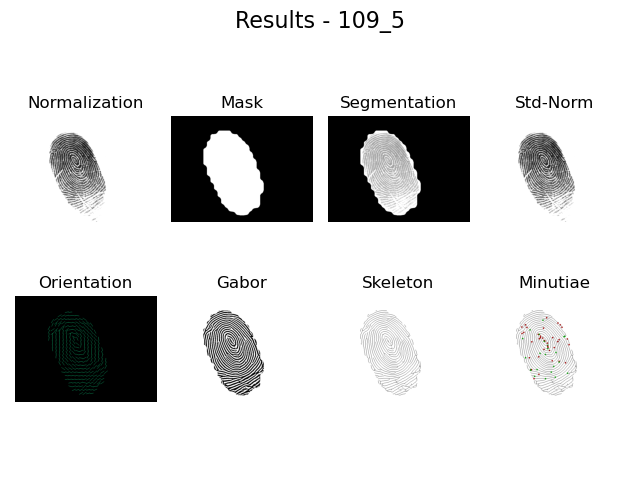 Results - 109_5
Normalization
Mask
Segmentation
Std-Norm
Orientation
Gabor
Skeleton
Minutiae